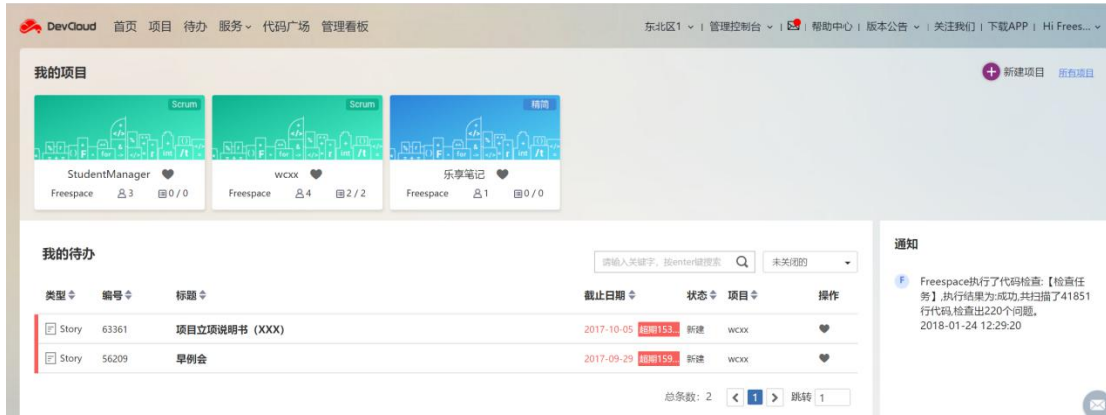 DevCloud 首页 项目 待办 服务 代码广场 管理看板 东北区1 | 管理控制台 | | 帮助中心 | 版本公告 | 关注我们 | 下载APP | Hi Frees...
我的项目 新建项目 所有项目
Scrum Scrum 精简
StudentManager wcxx 乐享笔记
Freespace 3 0 / 0 Freespace 4 2 / 2 Freespace 1 0 / 0
我的待办 请输入关键字，按enter键搜索 未关闭的
类型 编号 标题 截止日期 状态 项目 操作
Story 63361 项目立项说明书（XXX） 2017-10-05 超期153... 新建 wcxx
Story 56209 早例会 2017-09-29 超期159... 新建 wcxx
总条数：2 < 1 > 跳转 1
通知
F Freespace执行了代码检查:【检查任
务】,执行结果为:成功,共扫描了41851
行代码,检查出220个问题。
2018-01-24 12:29:20